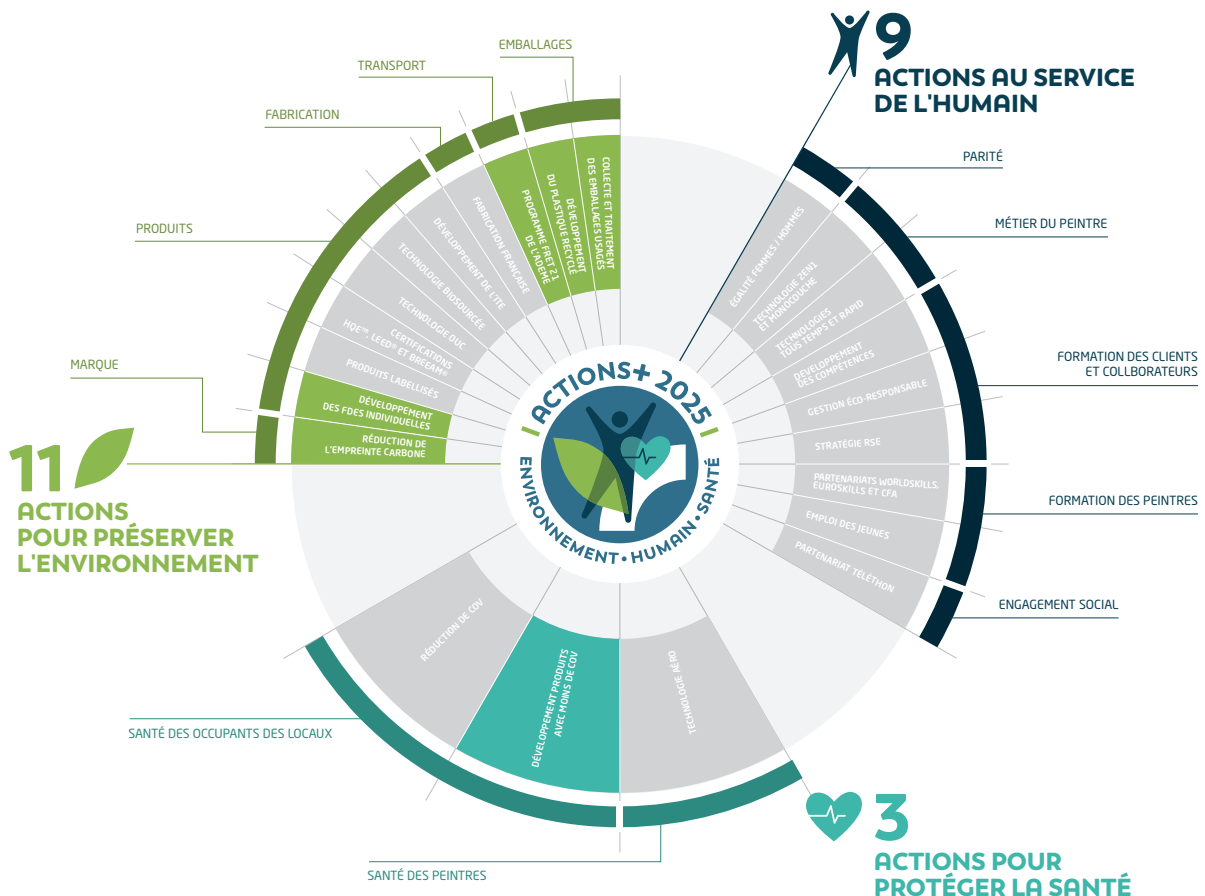 EMBALLAGES
TRANSPORT
FABRICATION
PRODUITS
MARQUE
11
ACTIONS
POUR PRÉSERVER
L'ENVIRONNEMENT
COLLECTE ET TRAITEMENT
DES EMBALLAGES USAGÉS
DÉVELOPPEMENT
DU PLASTIQUE RECYCLÉ
PROGRAMME FRET 21
DE L'ADEME
FABRICATION FRANÇAISE
DÉVELOPPEMENT DE L'ITE
TECHNOLOGIE BIOSOURCÉE
TECHNOLOGIE OUC
CERTIFICATIONS
HQE™, LEED® ET BREEAM®
PRODUITS LABELLISÉS
DÉVELOPPEMENT
DES FDES INDIVIDUELLES
RÉDUCTION DE
L'EMPREINTE CARBONE
9
ACTIONS AU SERVICE
DE L'HUMAIN
PARITÉ
MÉTIER DU PEINTRE
FORMATION DES CLIENTS
ET COLLBORATEURS
FORMATION DES PEINTRES
ENGAGEMENT SOCIAL
ÉGALITÉ FEMMES / HOMMES
TECHNOLOGIE 2EN1
ET MONOCOUCHE
TECHNOLOGIES
TOUS TEMPS ET RAPID
DÉVELOPPEMENT
DES COMPÉTENCES
GESTION ÉCO-RESPONSABLE
STRATÉGIE RSE
PARTENARIATS WORLDSKILLS,
EUROSKILLS ET CFA
EMPLOI DES JEUNES
PARTENARIAT TÉLÉTHON
ACTIONS+ 2025
ENVIRONNEMENT • HUMAIN • SANTÉ
RÉDUCTION DE COV
DÉVELOPPEMENT PRODUITS
AVEC MOINS DE COV
TECHNOLOGIE AÉRO
SANTÉ DES OCCUPANTS DES LOCAUX
SANTÉ DES PEINTRES
3
ACTIONS POUR
PROTÉGER LA SANTÉ